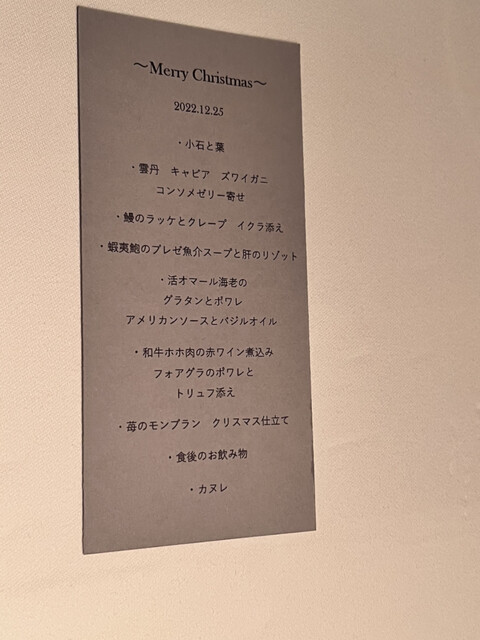 ～Merry Christmas～
2022.12.25
・小石と葉
・雲丹　キャビア　ズワイガニ
コンソメゼリー寄せ
・鰻のラッケとクレープ　イクラ添え
・蝦夷鮑のブレゼ魚介スープと肝のリゾット
・活オマール海老の
グラタンとポワレ
アメリカンソースとバジルオイル
・和牛ホホ肉の赤ワイン煮込み
フォアグラのポワレと
トリュフ添え
・苺のモンブラン　クリスマス仕立て
・食後のお飲み物
・カヌレ